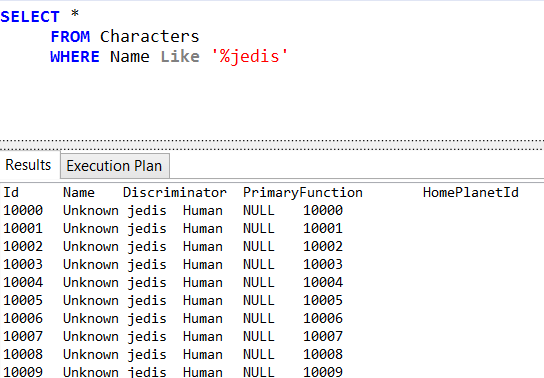 SELECT *
FROM Characters
WHERE Name Like '%jedis'
Results Execution Plan
Id Name Discriminator PrimaryFunction HomePlanetId
10000 Unknown jedis Human NULL 10000
10001 Unknown jedis Human NULL 10001
10002 Unknown jedis Human NULL 10002
10003 Unknown jedis Human NULL 10003
10004 Unknown jedis Human NULL 10004
10005 Unknown jedis Human NULL 10005
10006 Unknown jedis Human NULL 10006
10007 Unknown jedis Human NULL 10007
10008 Unknown jedis Human NULL 10008
10009 Unknown jedis Human NULL 10009